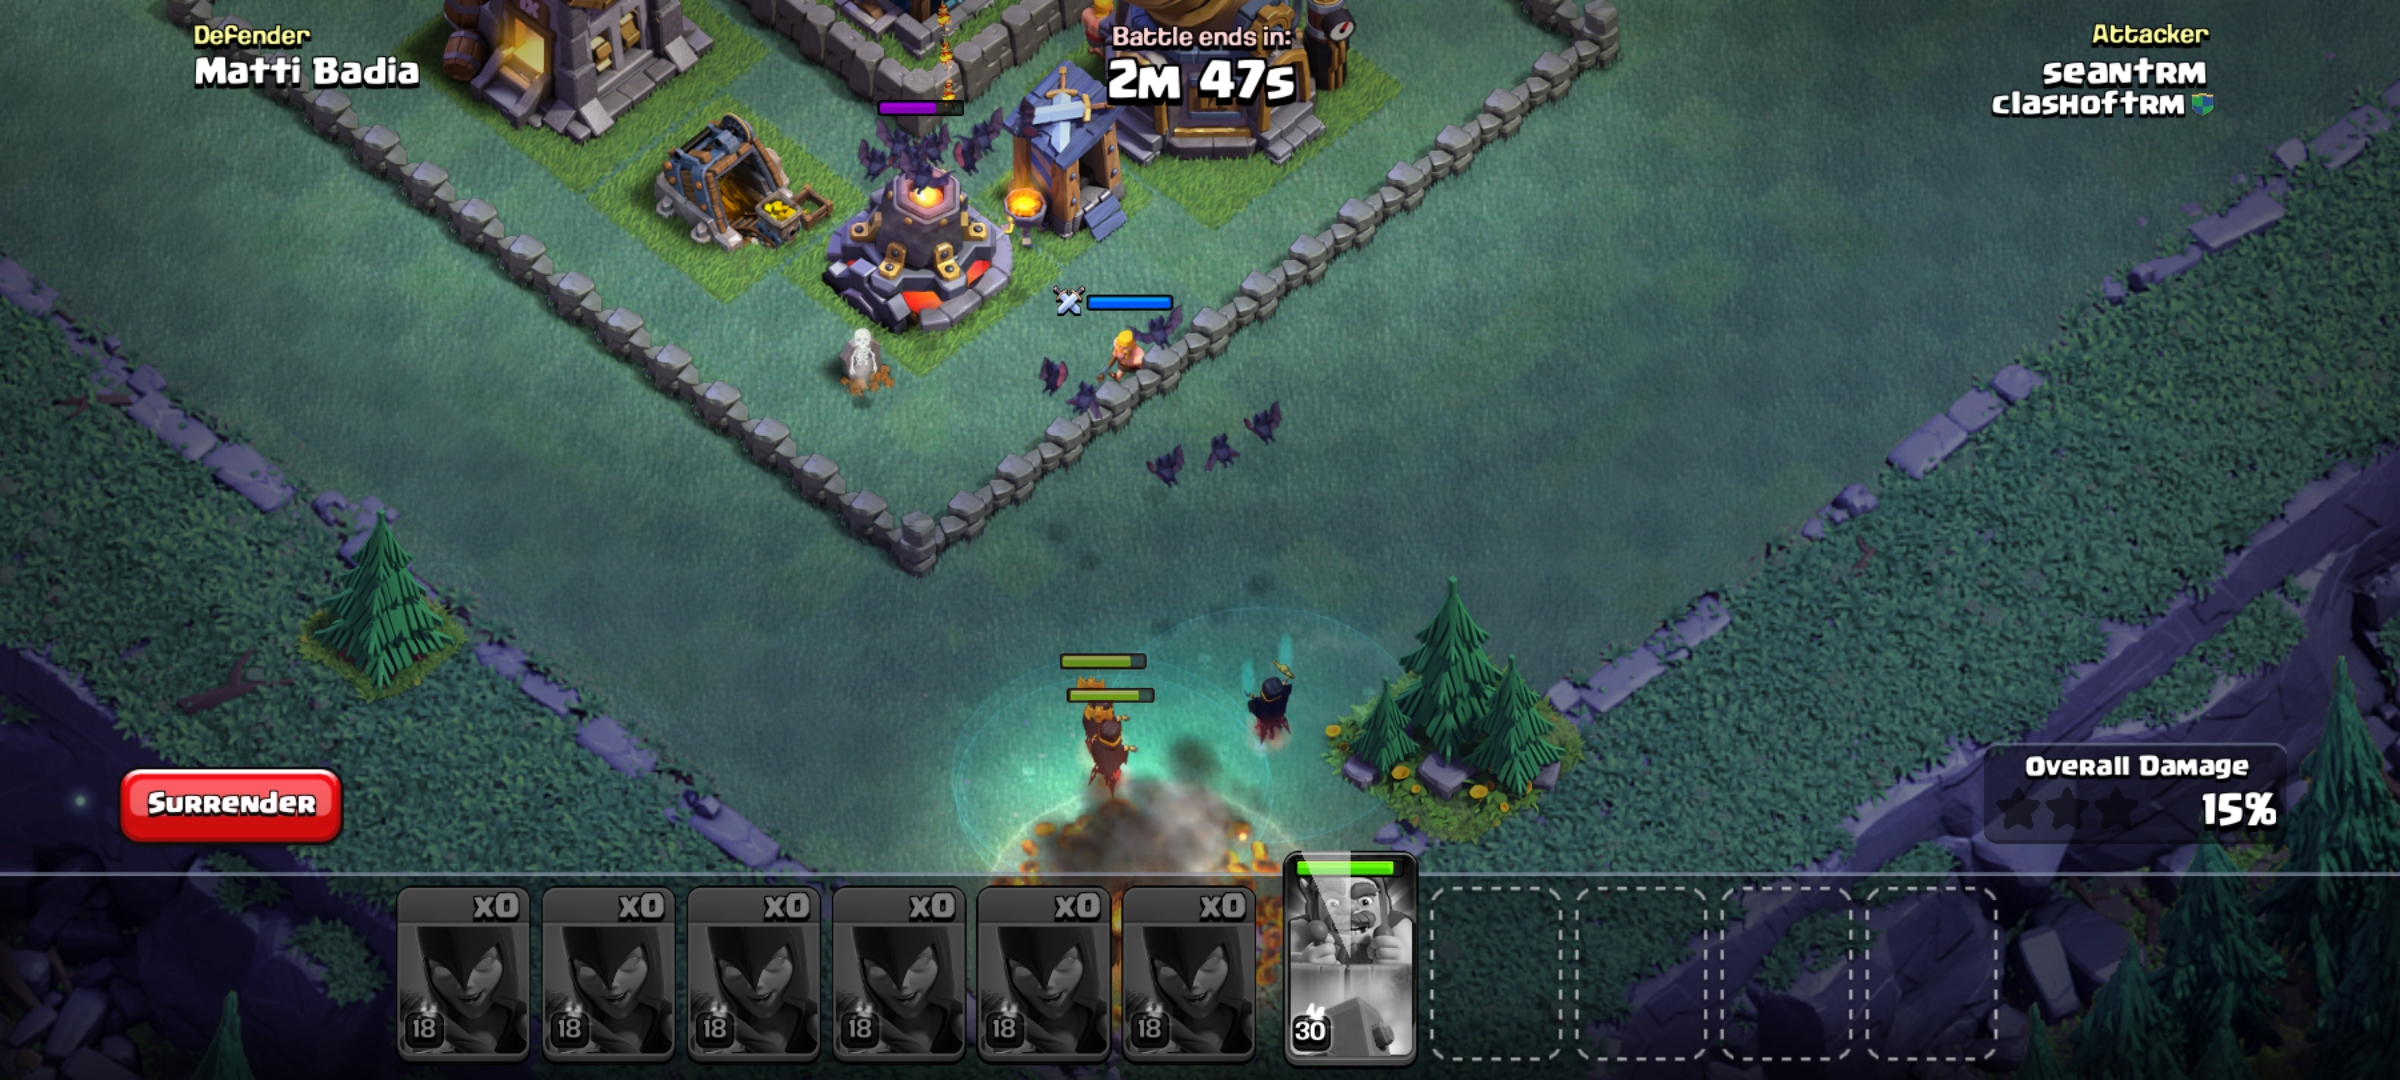 Defender
Matti Badia
Battle ends in:
2M 47s
Attacker
seantrm
clashoftrm
Surrender
Overall Damage
15%
x0
x0
x0
x0
x0
x0
18
18
18
18
18
18
30